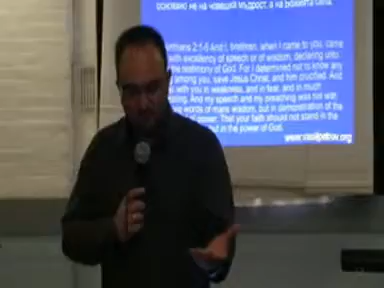 основано не на човешка мъдрост, а на Божията сила.
thians 2:1-5 And I, brethren, when I came to you, came
with excellency of speech or of wisdom, declaring unto
the testimony of God. For I determined not to know any
among you, save Jesus Christ, and him crucified. And
with you in weakness, and in fear, and in much
bling. And my speech and my preaching was not with
words of man's wisdom, but in demonstration of the
power: That your faith should not stand in the
but in the power of God.